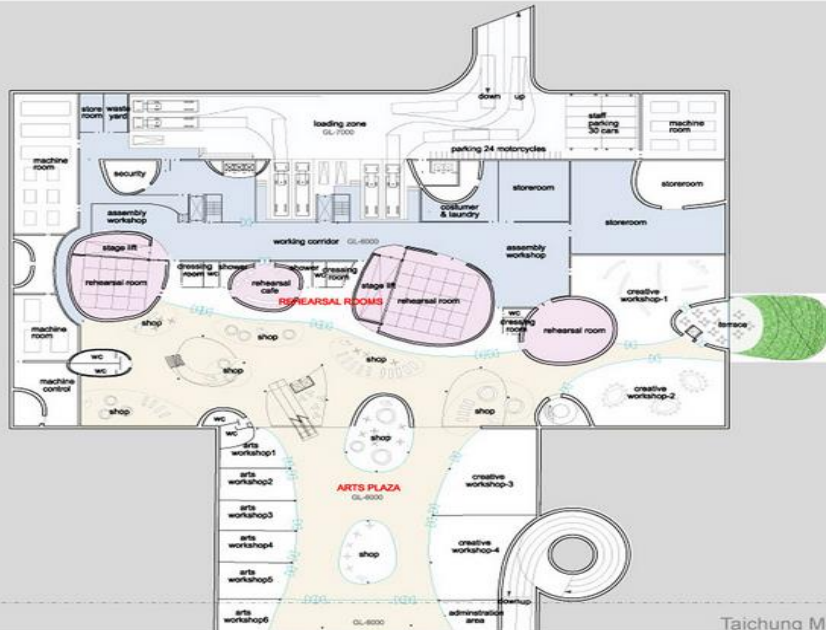 down up
store room
waste yard
loading zone
GL-7000
staff parking 30 cars
machine room
parking 24 motorcycles
machine room
security
storeroom
storeroom
costumer & laundry
assembly workshop
storeroom
working corridor GL-6000
assembly workshop
stage lift
dressing room
wc
shower
shower
wc
dressing room
stage lift
rehearsal room
rehearsal cafe
rehearsal room
REHEARSAL ROOMS
creative workshop-1
wc
dressing room
rehearsal room
terrace
machine room
shop
shop
shop
wc
wc
shop
machine control
creative workshop-2
shop
shop
wc
wc
shop
arts workshop1
arts workshop2
ARTS PLAZA
GL-6000
creative workshop-3
arts workshop3
arts workshop4
shop
creative workshop-4
arts workshop5
arts workshop6
GL-6000
adminstration area
Taichung M